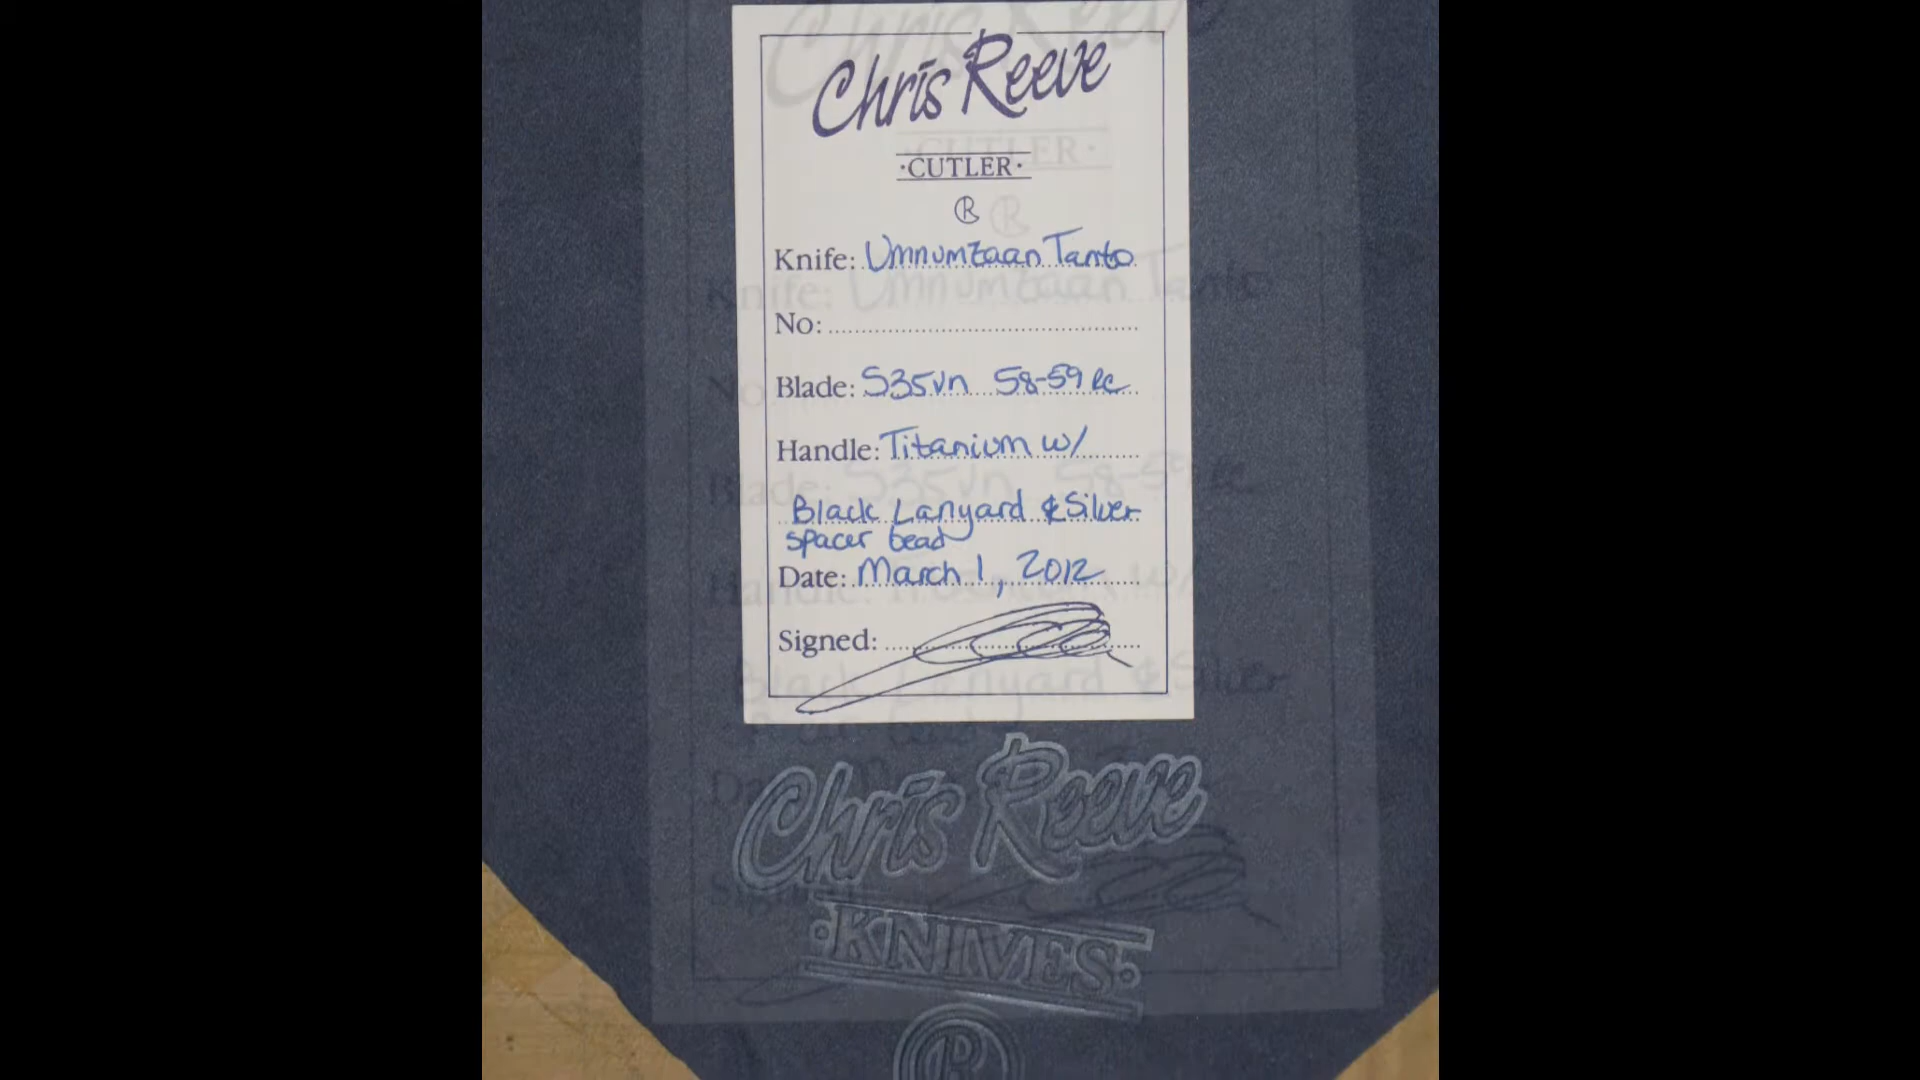 Chris Reeve
·CUTLER·
R
Knife: Umnumzaan Tanto
No:
Blade: S35vn 58-59 RC
Handle: Titanium w/
Black Lanyard & Silver
spacer bead
Date: March 1, 2012
Signed:
Chris Reeve
·KNIVES·
R